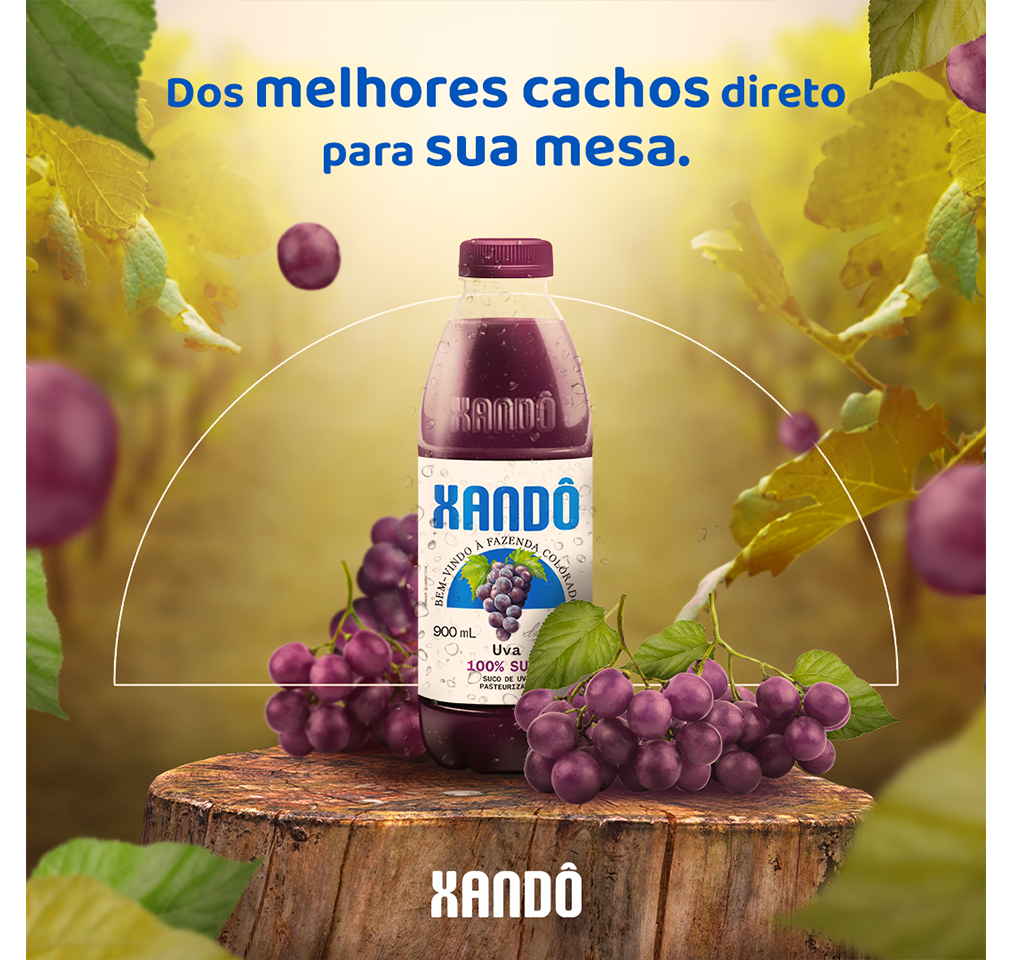 Dos melhores cachos direto
para sua mesa.
XANDÔ
XANDÔ
BEM-VINDO À FAZENDA COLORADO
900 mL
Uva
100% SU
SUCO DE UV
PASTEURIZA
XANDÔ